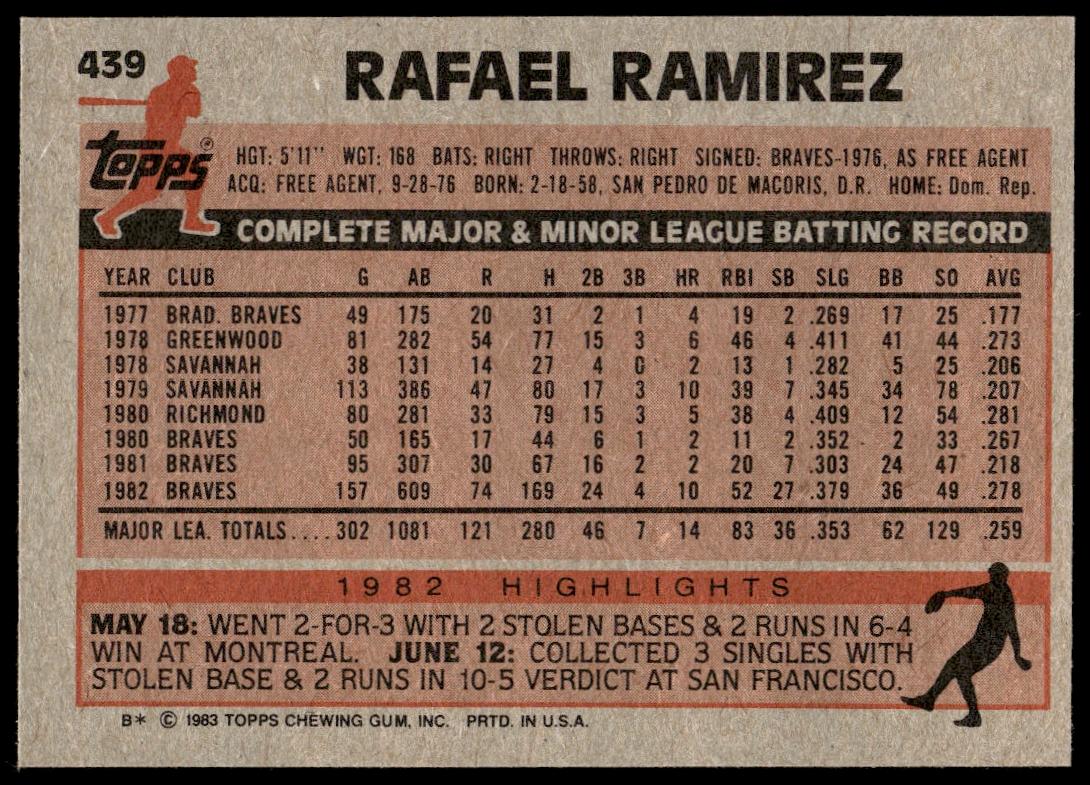 439
RAFAEL RAMIREZ
topps®
HGT: 5'11" WGT: 168 BATS: RIGHT THROWS: RIGHT SIGNED: BRAVES-1976, AS FREE AGENT
ACQ: FREE AGENT, 9-28-76 BORN: 2-18-58, SAN PEDRO DE MACORIS, D.R. HOME: Dom. Rep.
COMPLETE MAJOR & MINOR LEAGUE BATTING RECORD
YEAR CLUB G AB R H 2B 3B HR RBI SB SLG BB SO AVG
1977 BRAD. BRAVES 49 175 20 31 2 1 4 19 2 .269 17 25 .177
1978 GREENWOOD 81 282 54 77 15 3 6 46 4 .411 41 44 .273
1978 SAVANNAH 38 131 14 27 4 0 2 13 1 .282 5 25 .206
1979 SAVANNAH 113 386 47 80 17 3 10 39 7 .345 34 78 .207
1980 RICHMOND 80 281 33 79 15 3 5 38 4 .409 12 54 .281
1980 BRAVES 50 165 17 44 6 1 2 11 2 .352 2 33 .267
1981 BRAVES 95 307 30 67 16 2 2 20 7 .303 24 47 .218
1982 BRAVES 157 609 74 169 24 4 10 52 27 .379 36 49 .278
MAJOR LEA. TOTALS....302 1081 121 280 46 7 14 83 36 .353 62 129 .259
1982 HIGHLIGHTS
MAY 18: WENT 2-FOR-3 WITH 2 STOLEN BASES & 2 RUNS IN 6-4
WIN AT MONTREAL. JUNE 12: COLLECTED 3 SINGLES WITH
STOLEN BASE & 2 RUNS IN 10-5 VERDICT AT SAN FRANCISCO.
B* © 1983 TOPPS CHEWING GUM, INC. PRTD. IN U.S.A.